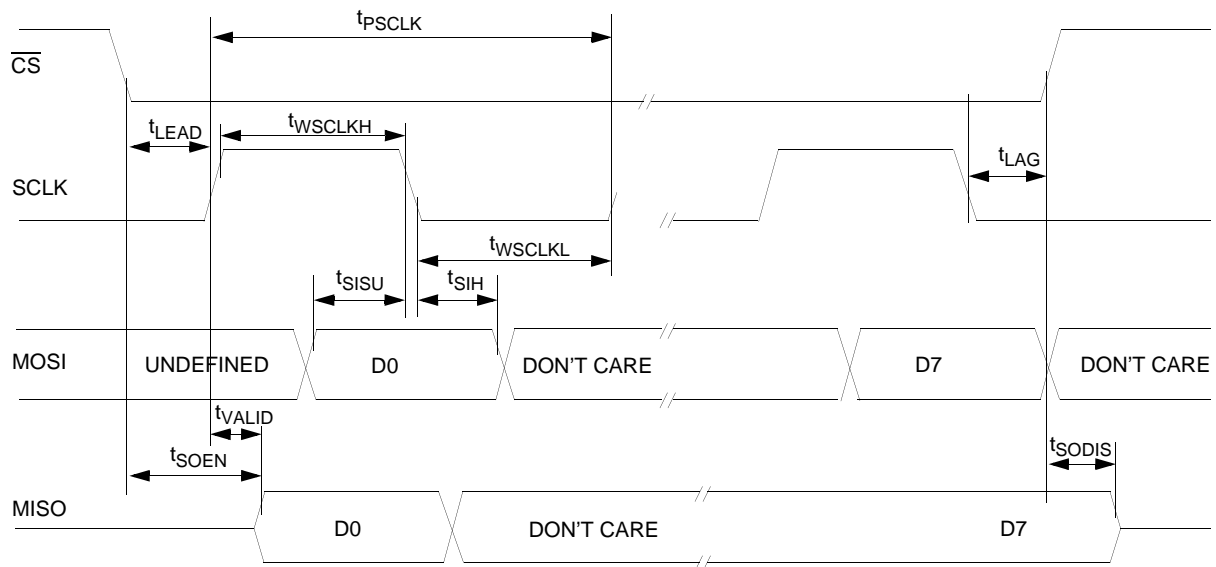 tPSCLK
CS
tLEAD
tWSCLKH
tLAG
SCLK
tWSCLKL
tSISU
tSIH
MOSI
UNDEFINED
D0
DON'T CARE
D7
DON'T CARE
tVALID
tSOEN
tSODIS
MISO
D0
DON'T CARE
D7